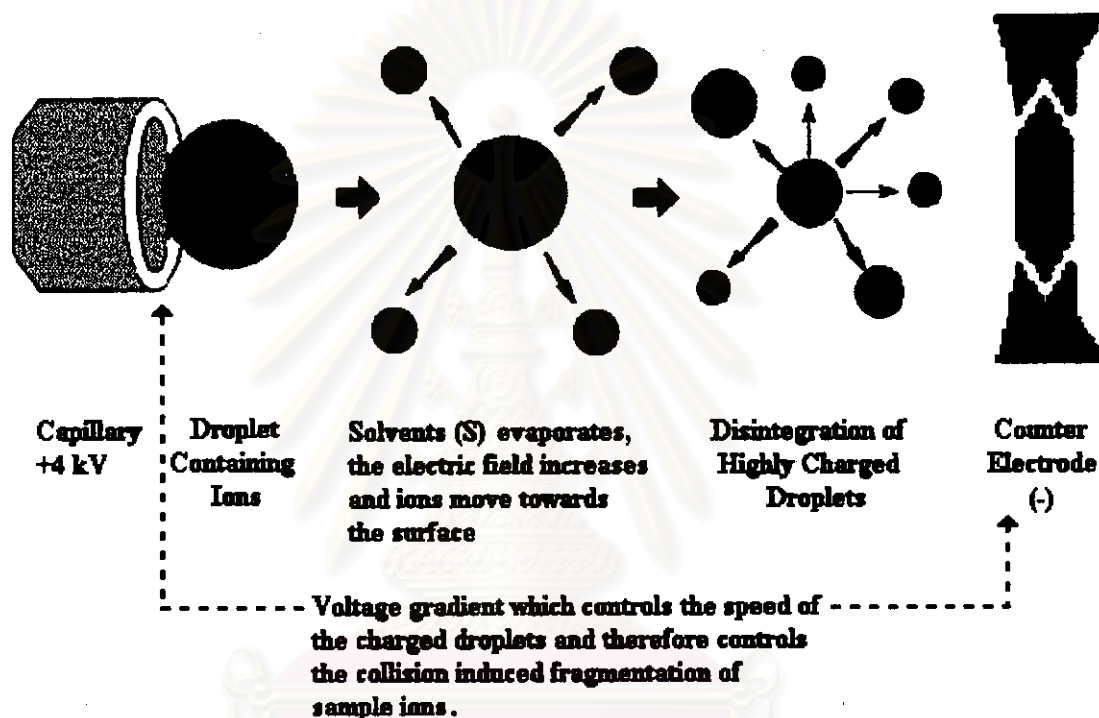 Capillary
+4 kV
Droplet
Containing
Ions
Solvents (S) evaporates,
the electric field increases
and ions move towards
the surface
Disintegration of
Highly Charged
Droplets
Counter
Electrode
(-)
Voltage gradient which controls the speed of
the charged droplets and therefore controls
the collision induced fragmentation of
sample ions.